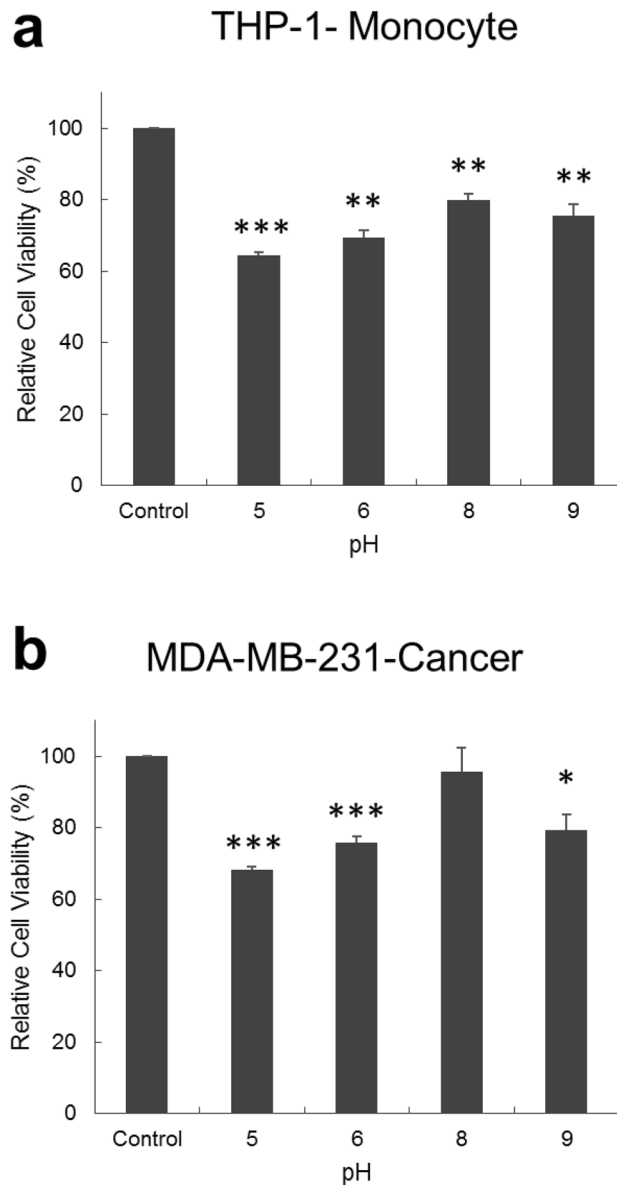 a
THP-1- Monocyte
Relative Cell Viability (%)
100
80
60
40
20
0
***
**
**
**
Control 5 6 8 9
pH
b
MDA-MB-231-Cancer
Relative Cell Viability (%)
100
80
60
40
20
0
***
***
*
Control 5 6 8 9
pH